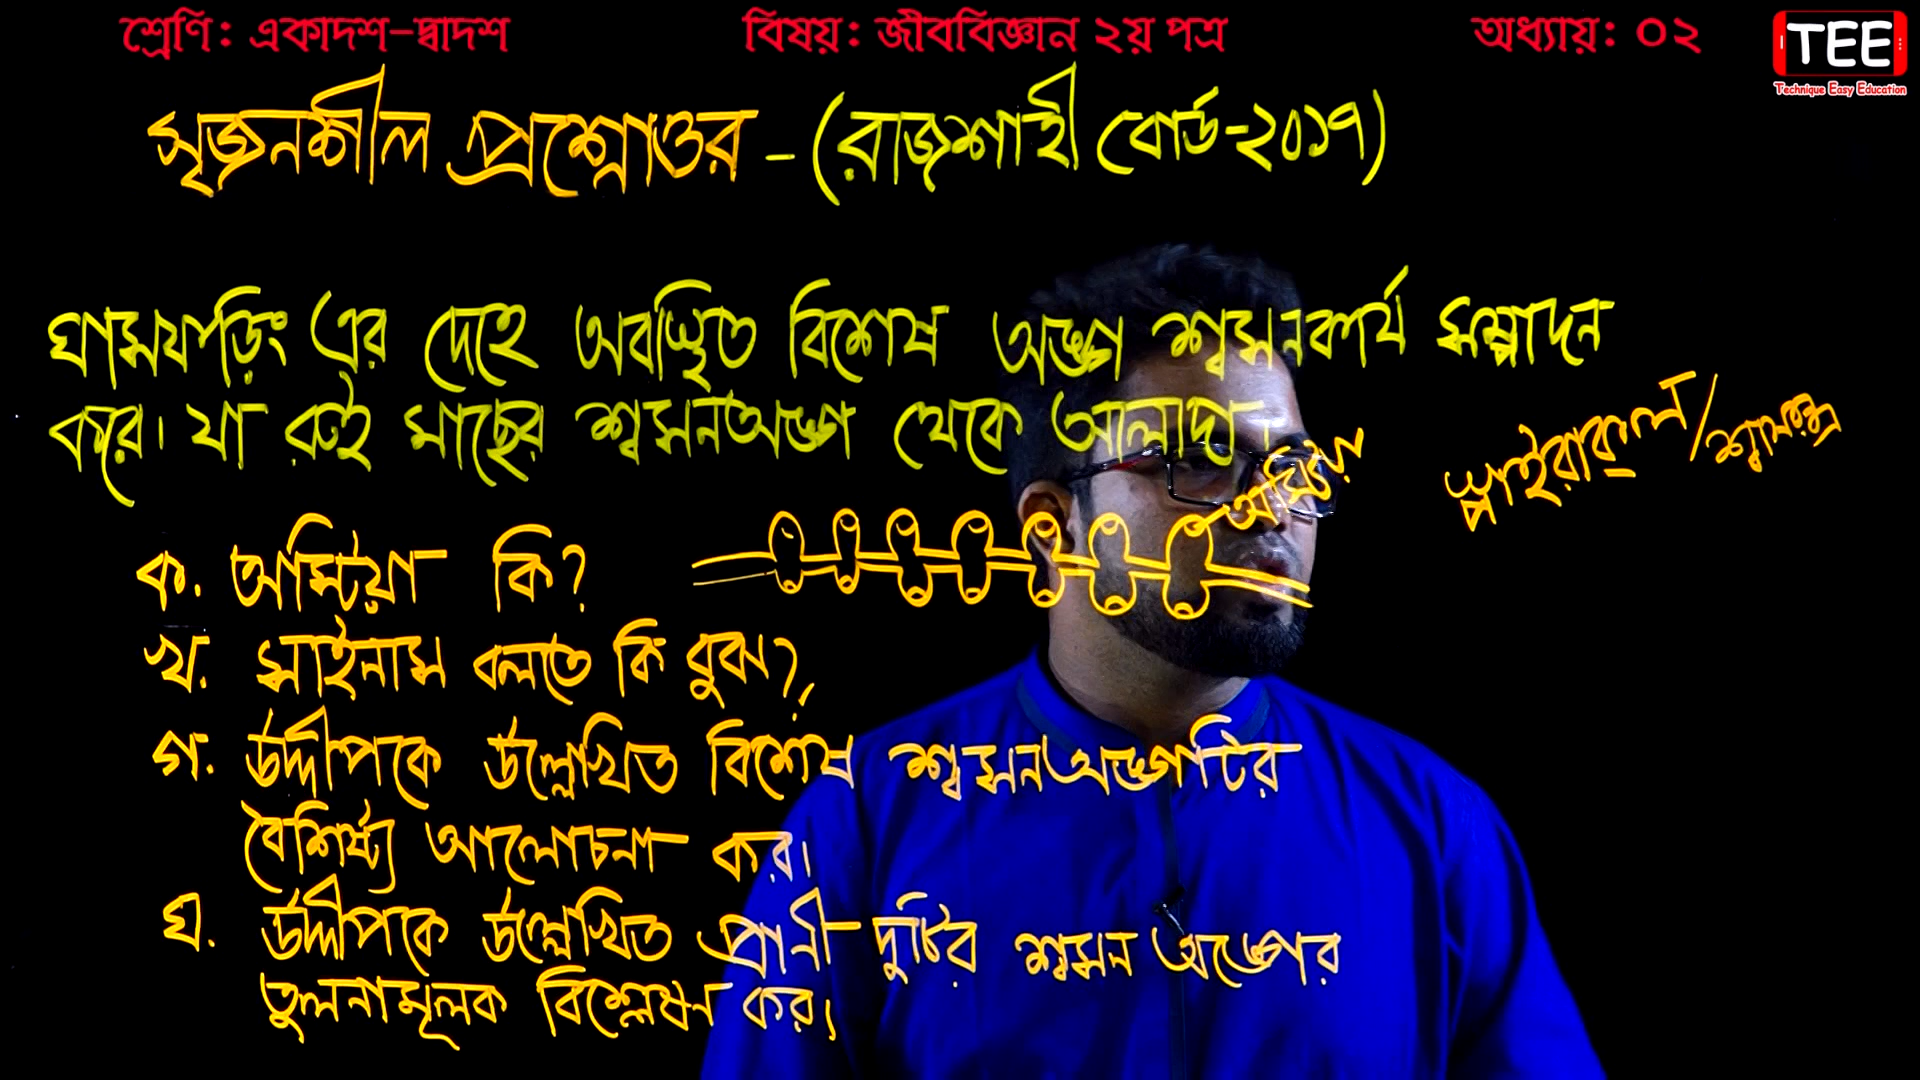 শ্রেণি: একাদশ-দ্বাদশ
বিষয়: জীববিজ্ঞান ২য় পত্র
অধ্যায়: ০২
TEE
Technique Easy Education
সৃজনশীল প্রশ্নোত্তর - (রাজশাহী বোর্ড-২০১৭)
ঘাসফড়িং এর দেহে অবস্থিত বিশেষ অঙ্গ শ্বসনকার্য সম্পাদন
করে। যা রুই মাছের শ্বসনঅঙ্গ থেকে আলাদা।
স্পাইরাকল/শ্বাসরন্ধ্র
অস্টিয়া
ক. অস্টিয়া কি?
খ. সাইনাস বলতে কি বুঝ?
গ. উদ্দীপকে উল্লেখিত বিশেষ শ্বসনঅঙ্গটির
বৈশিষ্ট্য আলোচনা কর।
ঘ. উদ্দীপকে উল্লেখিত প্রানী দুটির শ্বসন অঙ্গের
তুলনামূলক বিশ্লেষণ কর।